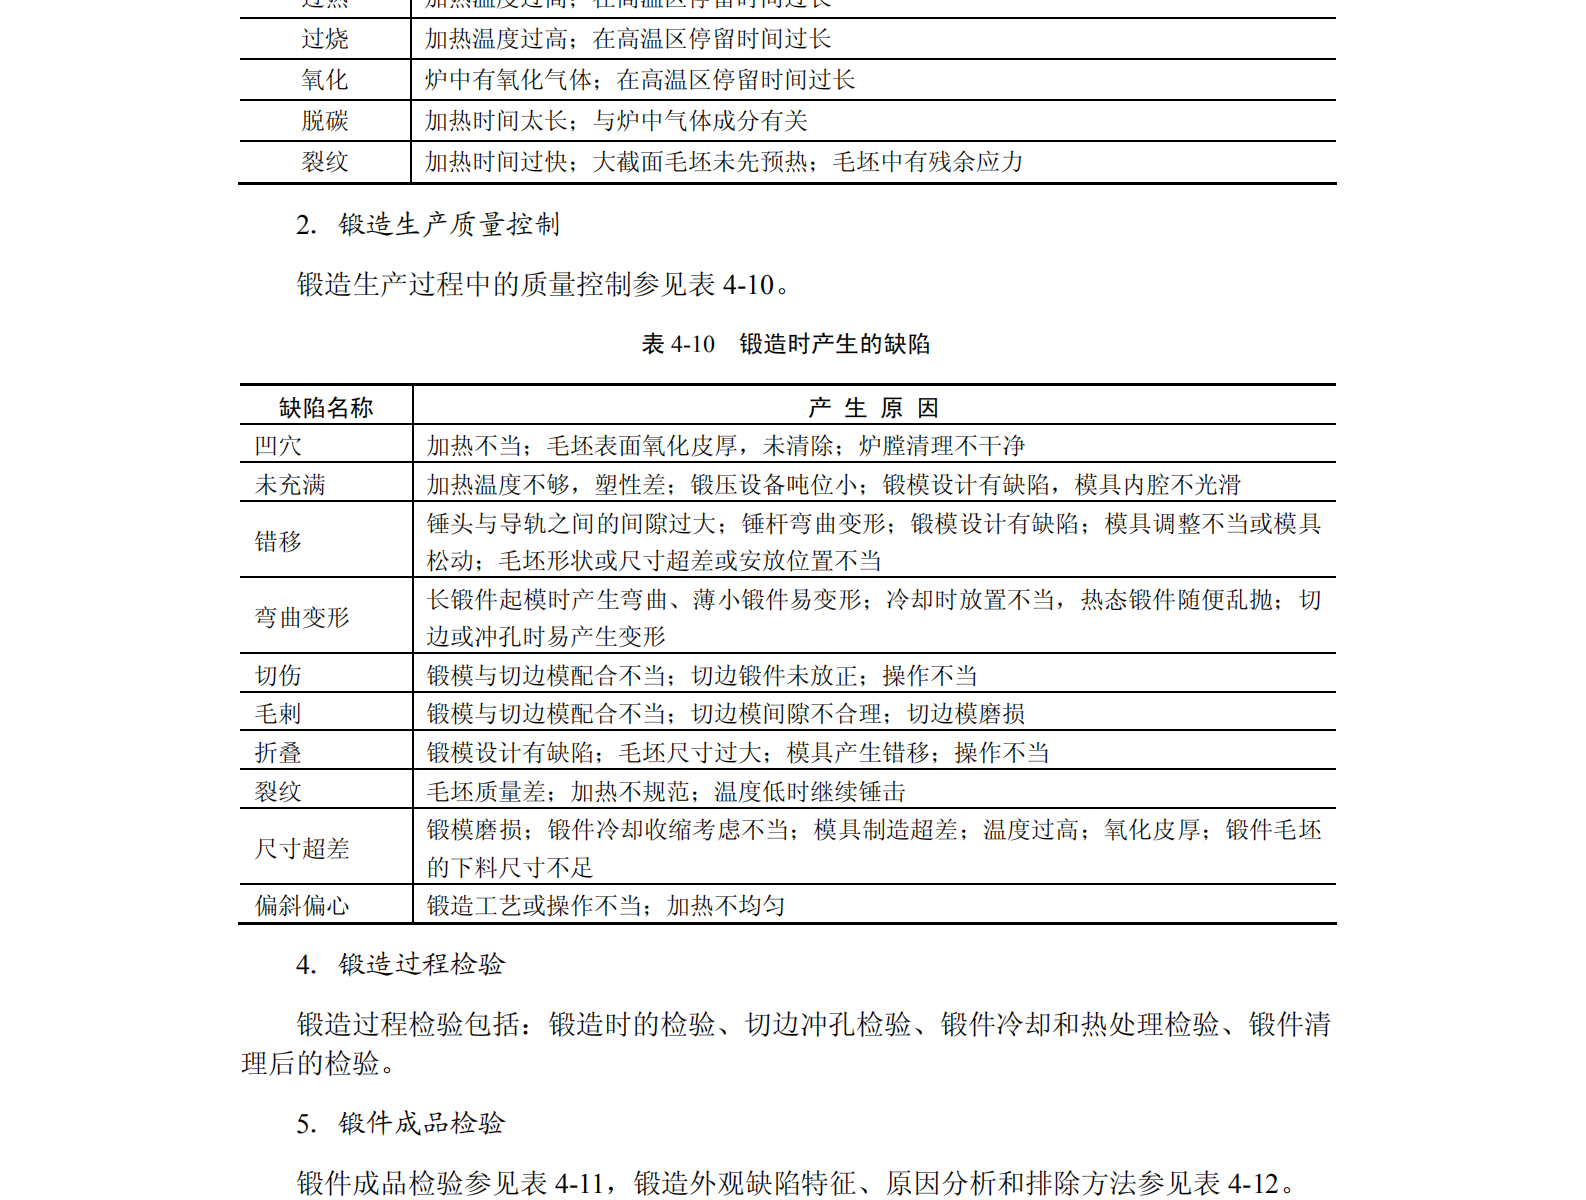 过热 加热温度过高；在高温区停留时间过长
过烧 加热温度过高；在高温区停留时间过长
氧化 炉中有氧化气体；在高温区停留时间过长
脱碳 加热时间太长；与炉中气体成分有关
裂纹 加热时间过快；大截面毛坯未先预热；毛坯中有残余应力
2. 锻造生产质量控制
锻造生产过程中的质量控制参见表 4-10。
表 4-10 锻造时产生的缺陷
缺陷名称 产 生 原 因
凹穴 加热不当；毛坯表面氧化皮厚，未清除；炉膛清理不干净
未充满 加热温度不够，塑性差；锻压设备吨位小；锻模设计有缺陷，模具内腔不光滑
错移 锤头与导轨之间的间隙过大；锤杆弯曲变形；锻模设计有缺陷；模具调整不当或模具
松动；毛坯形状或尺寸超差或安放位置不当
弯曲变形 长锻件起模时产生弯曲、薄小锻件易变形；冷却时放置不当，热态锻件随便乱抛；切
边或冲孔时易产生变形
切伤 锻模与切边模配合不当；切边锻件未放正；操作不当
毛刺 锻模与切边模配合不当；切边模间隙不合理；切边模磨损
折叠 锻模设计有缺陷；毛坯尺寸过大；模具产生错移；操作不当
裂纹 毛坯质量差；加热不规范；温度低时继续锤击
尺寸超差 锻模磨损；锻件冷却收缩考虑不当；模具制造超差；温度过高；氧化皮厚；锻件毛坯
的下料尺寸不足
偏斜偏心 锻造工艺或操作不当；加热不均匀
4. 锻造过程检验
锻造过程检验包括：锻造时的检验、切边冲孔检验、锻件冷却和热处理检验、锻件清
理后的检验。
5. 锻件成品检验
锻件成品检验参见表 4-11，锻造外观缺陷特征、原因分析和排除方法参见表 4-12。